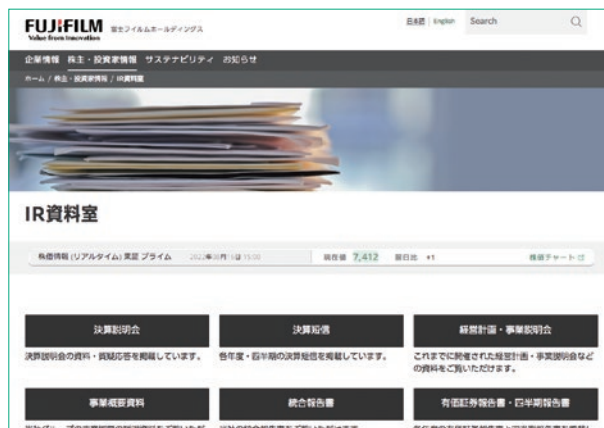 FUJIFILM 富士フイルムホールディングス
Value from Innovation
日本語 English Search
企業情報 株主・投資家情報 サステナビリティ お知らせ
ホーム / 株主・投資家情報 / IR資料室
IR資料室
株価情報 (リアルタイム) 東証 プライム 15:00 現在値 7,412 前日比 +1 株価チャート
決算説明会 決算短信 経営計画・事業説明会
決算説明会の資料・質疑応答を掲載しています。 各年度・四半期の決算短信を掲載しています。 これまでに開催された経営計画・事業説明会など
の資料をご覧いただけます。
事業概要資料 統合報告書 有価証券報告書・四半期報告書